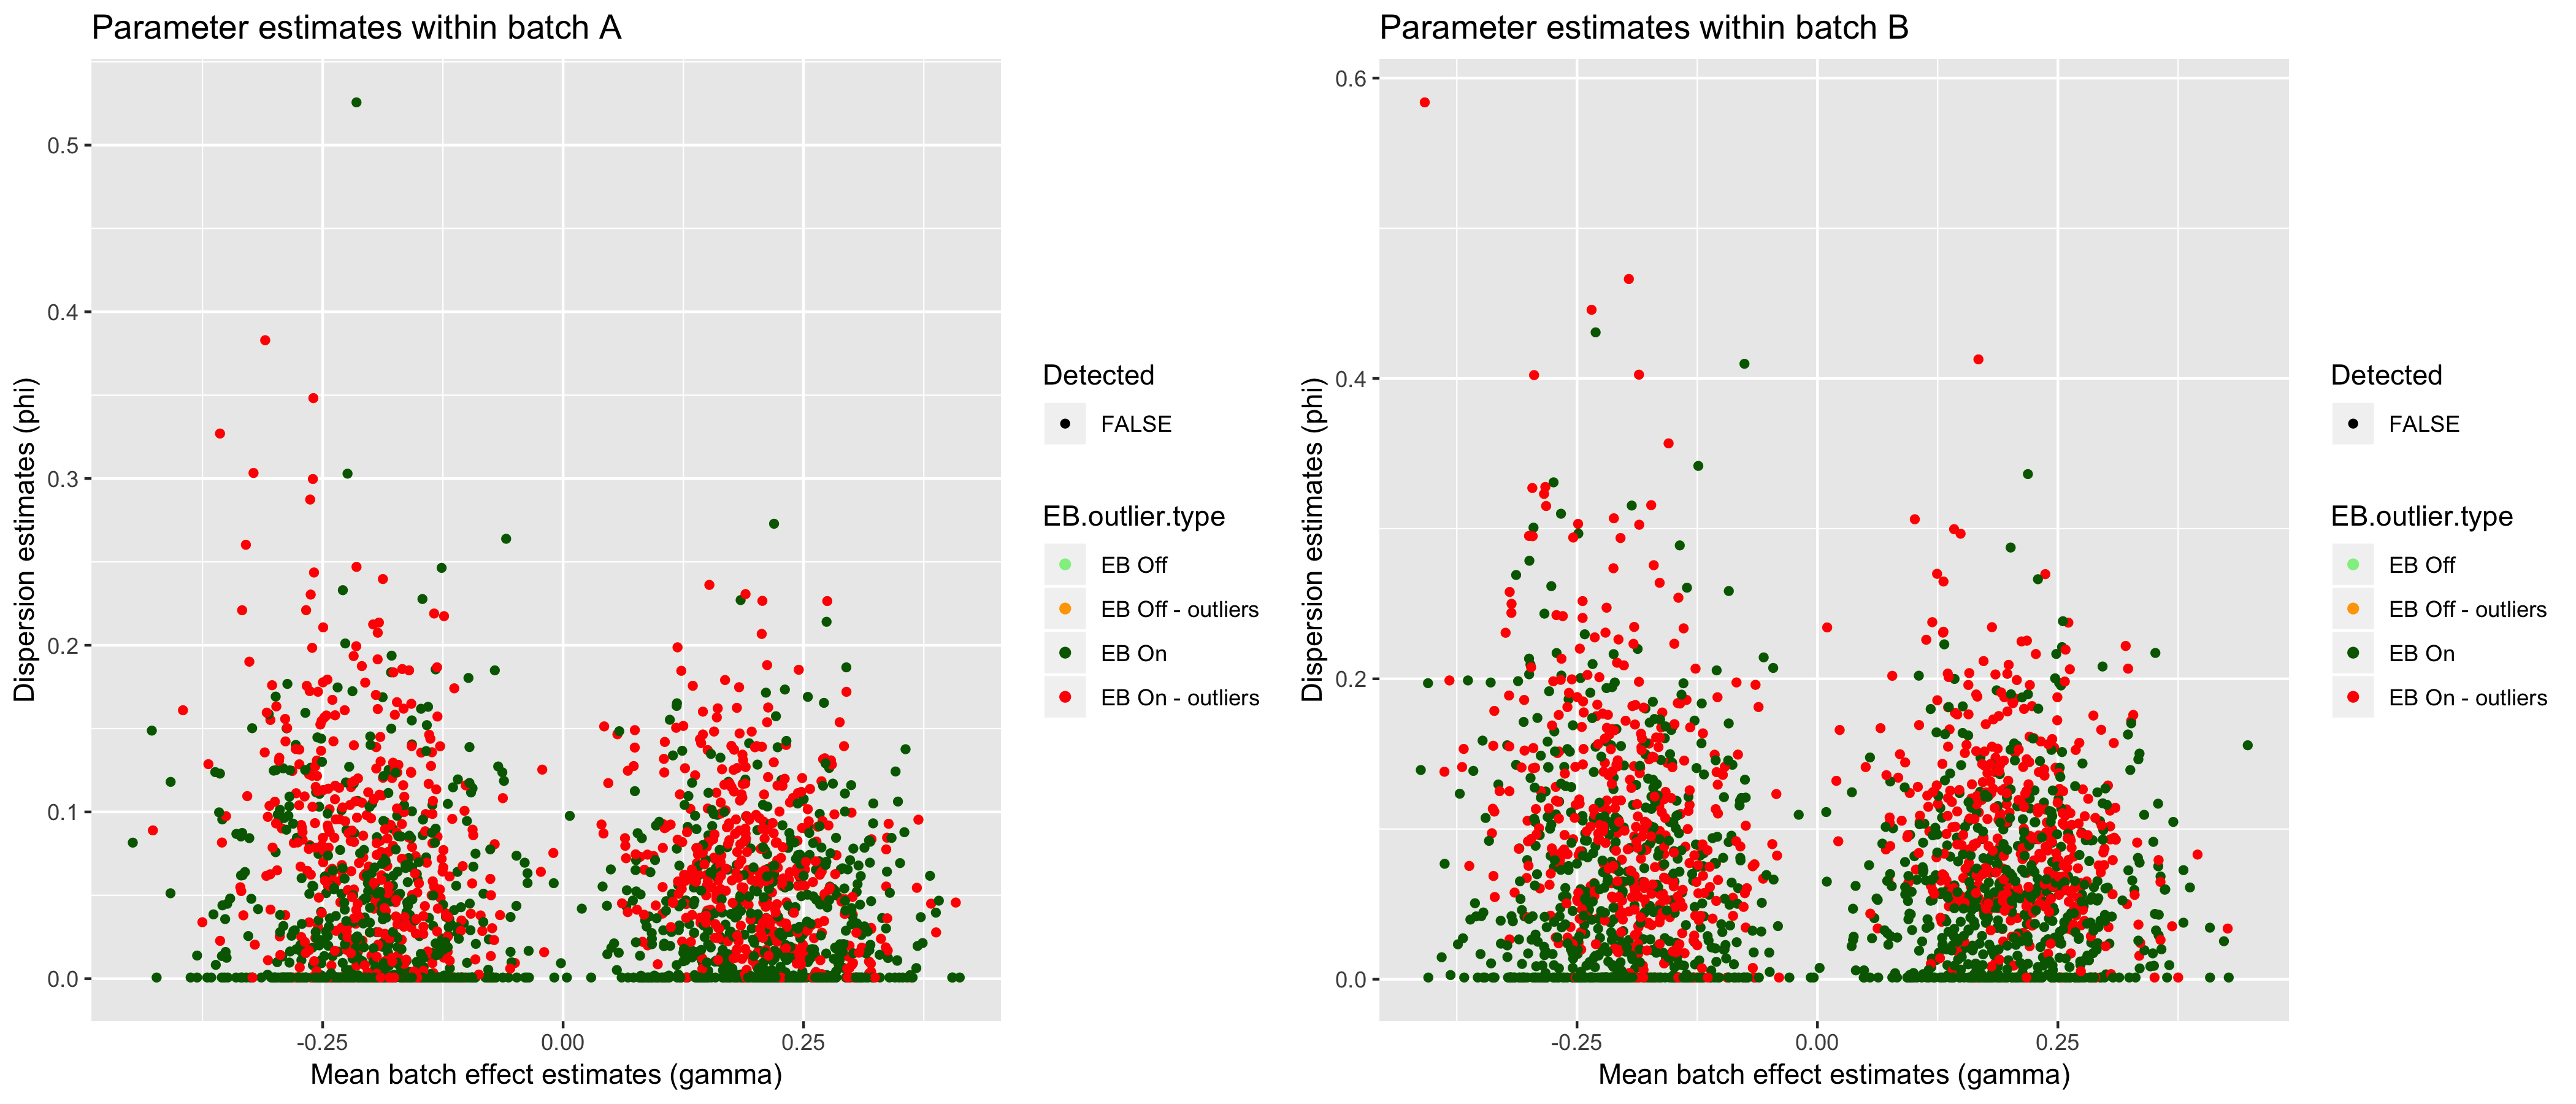 Parameter estimates within batch A
Dispersion estimates (phi)
0.5
0.4
0.3
0.2
0.1
0.0
-0.25
0.00
0.25
Mean batch effect estimates (gamma)
Detected
FALSE
EB.outlier.type
EB Off
EB Off - outliers
EB On
EB On - outliers
Parameter estimates within batch B
Dispersion estimates (phi)
0.6
0.4
0.2
0.0
-0.25
0.00
0.25
Mean batch effect estimates (gamma)
Detected
FALSE
EB.outlier.type
EB Off
EB Off - outliers
EB On
EB On - outliers